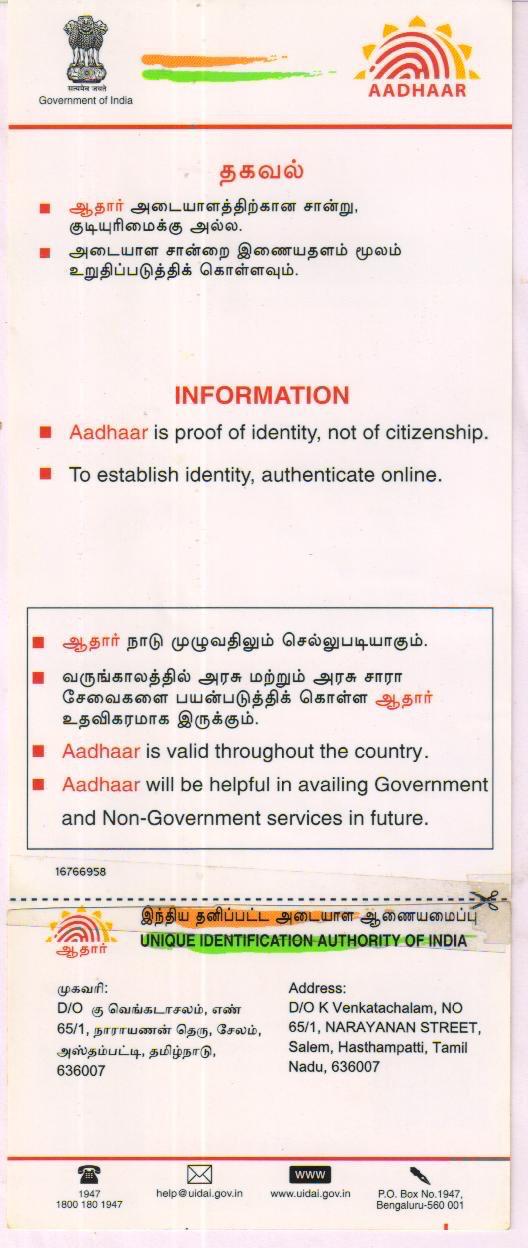 सत्यमेव जयते
Government of India
AADHAAR
தகவல்
ஆதார் அடையாளத்திற்கான சான்று,
குடியுரிமைக்கு அல்ல.
அடையாள சான்றை இணையதளம் மூலம்
உறுதிப்படுத்திக் கொள்ளவும்.
INFORMATION
Aadhaar is proof of identity, not of citizenship.
To establish identity, authenticate online.
ஆதார் நாடு முழுவதிலும் செல்லுபடியாகும்.
வருங்காலத்தில் அரசு மற்றும் அரசு சாரா
சேவைகளை பயன்படுத்திக் கொள்ள ஆதார்
உதவிகரமாக இருக்கும்.
Aadhaar is valid throughout the country.
Aadhaar will be helpful in availing Government
and Non-Government services in future.
16766958
இந்திய தனிப்பட்ட அடையாள ஆணையமைப்பு
UNIQUE IDENTIFICATION AUTHORITY OF INDIA
ஆதார்
முகவரி:
D/O கு வெங்கடாசலம், எண்
65/1, நாராயணன் தெரு, சேலம்,
அஸ்தம்பட்டி, தமிழ்நாடு,
636007
Address:
D/O K Venkatachalam, NO
65/1, NARAYANAN STREET,
Salem, Hasthampatti, Tamil
Nadu, 636007
1947
1800 180 1947
help@uidai.gov.in
www
www.uidai.gov.in
P.O. Box No.1947,
Bengaluru-560 001